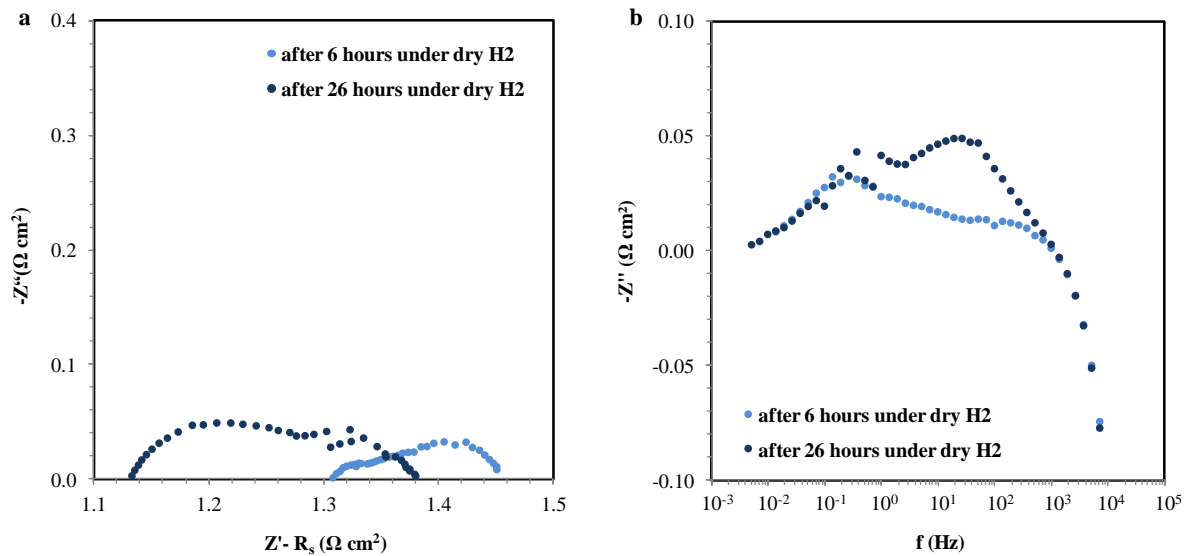 a
0.4
0.3
0.2
0.1
0.0
-Z“(Ω cm²)
after 6 hours under dry H2
after 26 hours under dry H2
1.1 1.2 1.3 1.4 1.5
Z'- Rₛ (Ω cm²)
b
0.10
0.05
0.00
-0.05
-0.10
-Z'' (Ω cm²)
after 6 hours under dry H2
after 26 hours under dry H2
10⁻³ 10⁻² 10⁻¹ 10⁰ 10¹ 10² 10³ 10⁴ 10⁵
f (Hz)